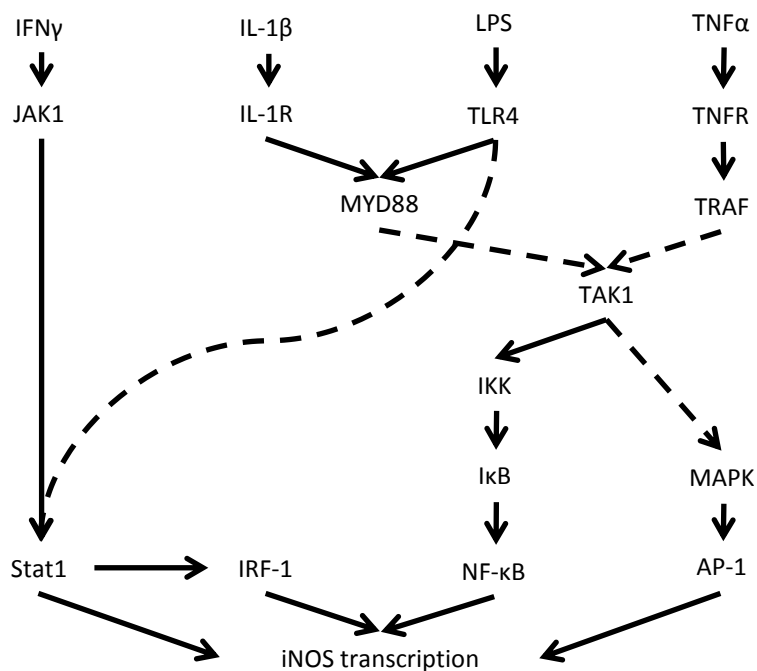 IFNγ
IL-1β
LPS
TNFα
JAK1
IL-1R
TLR4
TNFR
MYD88
TRAF
TAK1
IKK
IκB
MAPK
Stat1
IRF-1
NF-κB
AP-1
iNOS transcription